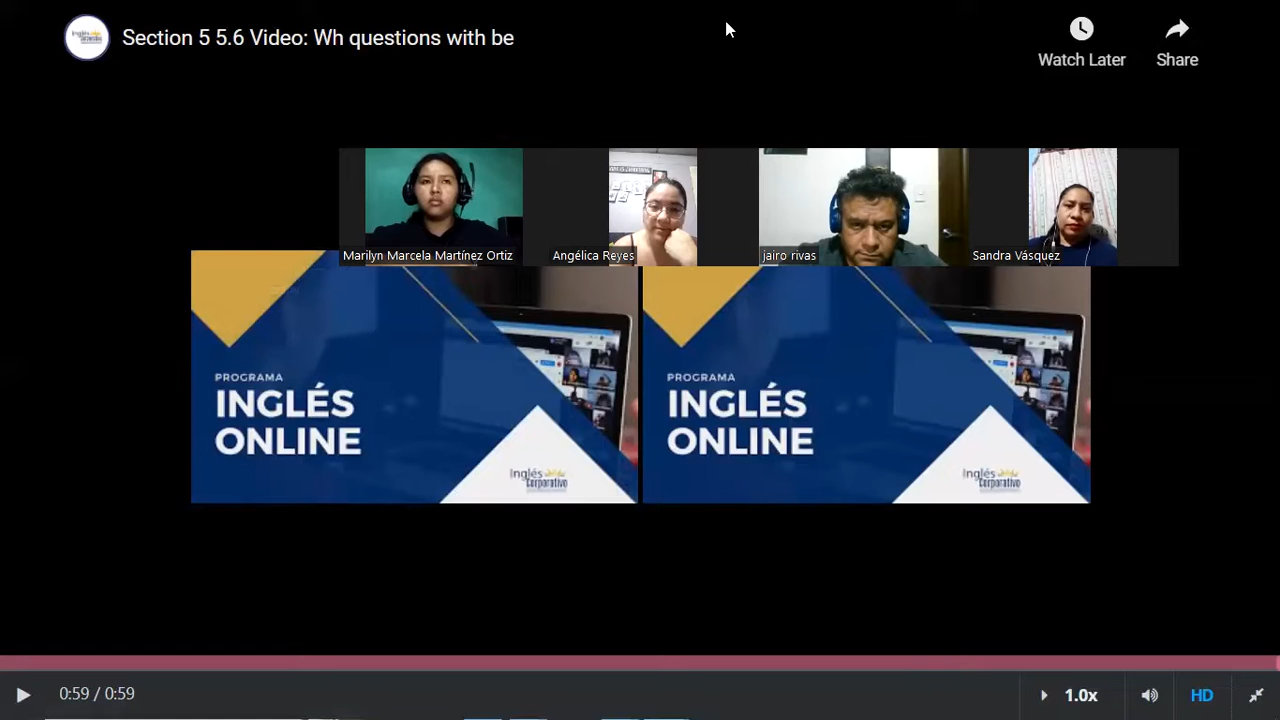 Section 5 5.6 Video: Wh questions with be
Watch Later
Share
Marilyn Marcela Martínez Ortiz
Angélica Reyes
jairo rivas
Sandra Vásquez
PROGRAMA
INGLÉS
ONLINE
Inglés
Corporativo
PROGRAMA
INGLÉS
ONLINE
Inglés
Corporativo
0:59 / 0:59
1.0x
HD